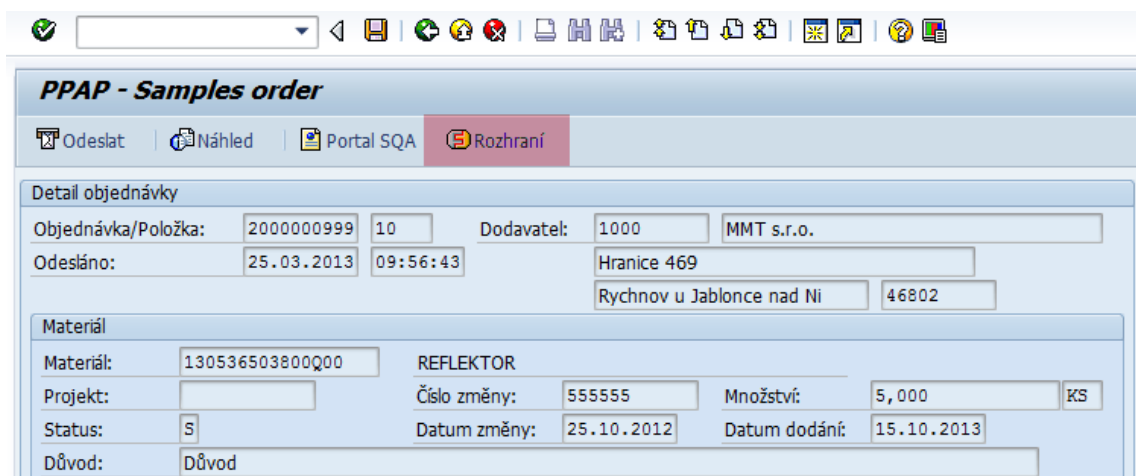 PPAP - Samples order
Odeslat Náhled Portal SQA Rozhraní
Detail objednávky
Objednávka/Položka: 2000000999 10 Dodavatel: 1000 MMT s.r.o.
Odesláno: 25.03.2013 09:56:43 Hranice 469
Rychnov u Jablonce nad Ni 46802
Materiál
Materiál: 130536503800Q00 REFLEKTOR
Projekt: Číslo změny: 555555 Množství: 5,000 KS
Status: S Datum změny: 25.10.2012 Datum dodání: 15.10.2013
Důvod: Důvod